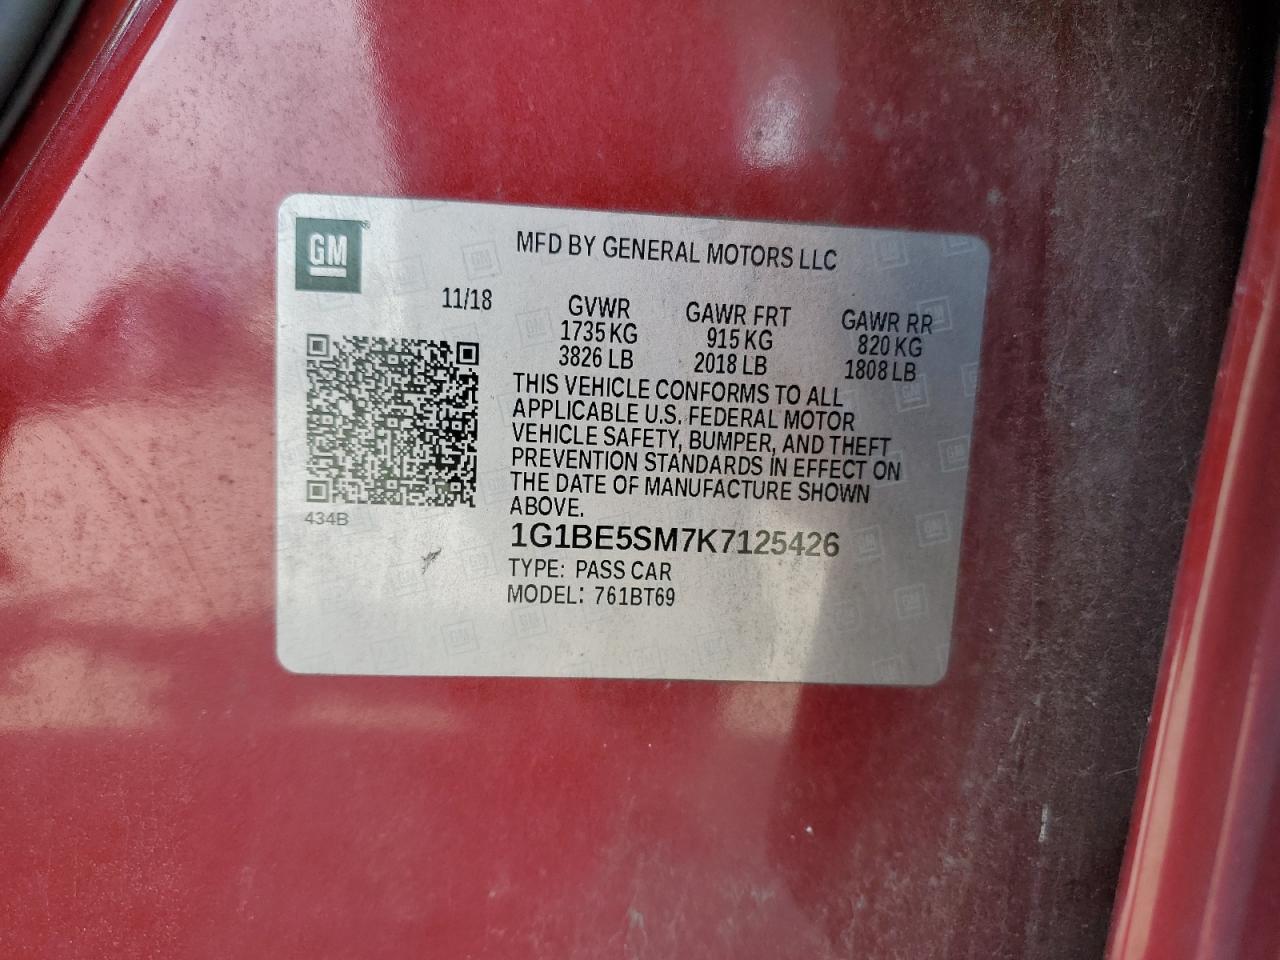 GM
MFD BY GENERAL MOTORS LLC
11/18
GVWR GAWR FRT GAWR RR
1735 KG 915 KG 820 KG
3826 LB 2018 LB 1808 LB
THIS VEHICLE CONFORMS TO ALL
APPLICABLE U.S. FEDERAL MOTOR
VEHICLE SAFETY, BUMPER, AND THEFT
PREVENTION STANDARDS IN EFFECT ON
THE DATE OF MANUFACTURE SHOWN
ABOVE.
434B
1G1BE5SM7K7125426
TYPE: PASS CAR
MODEL: 761BT69